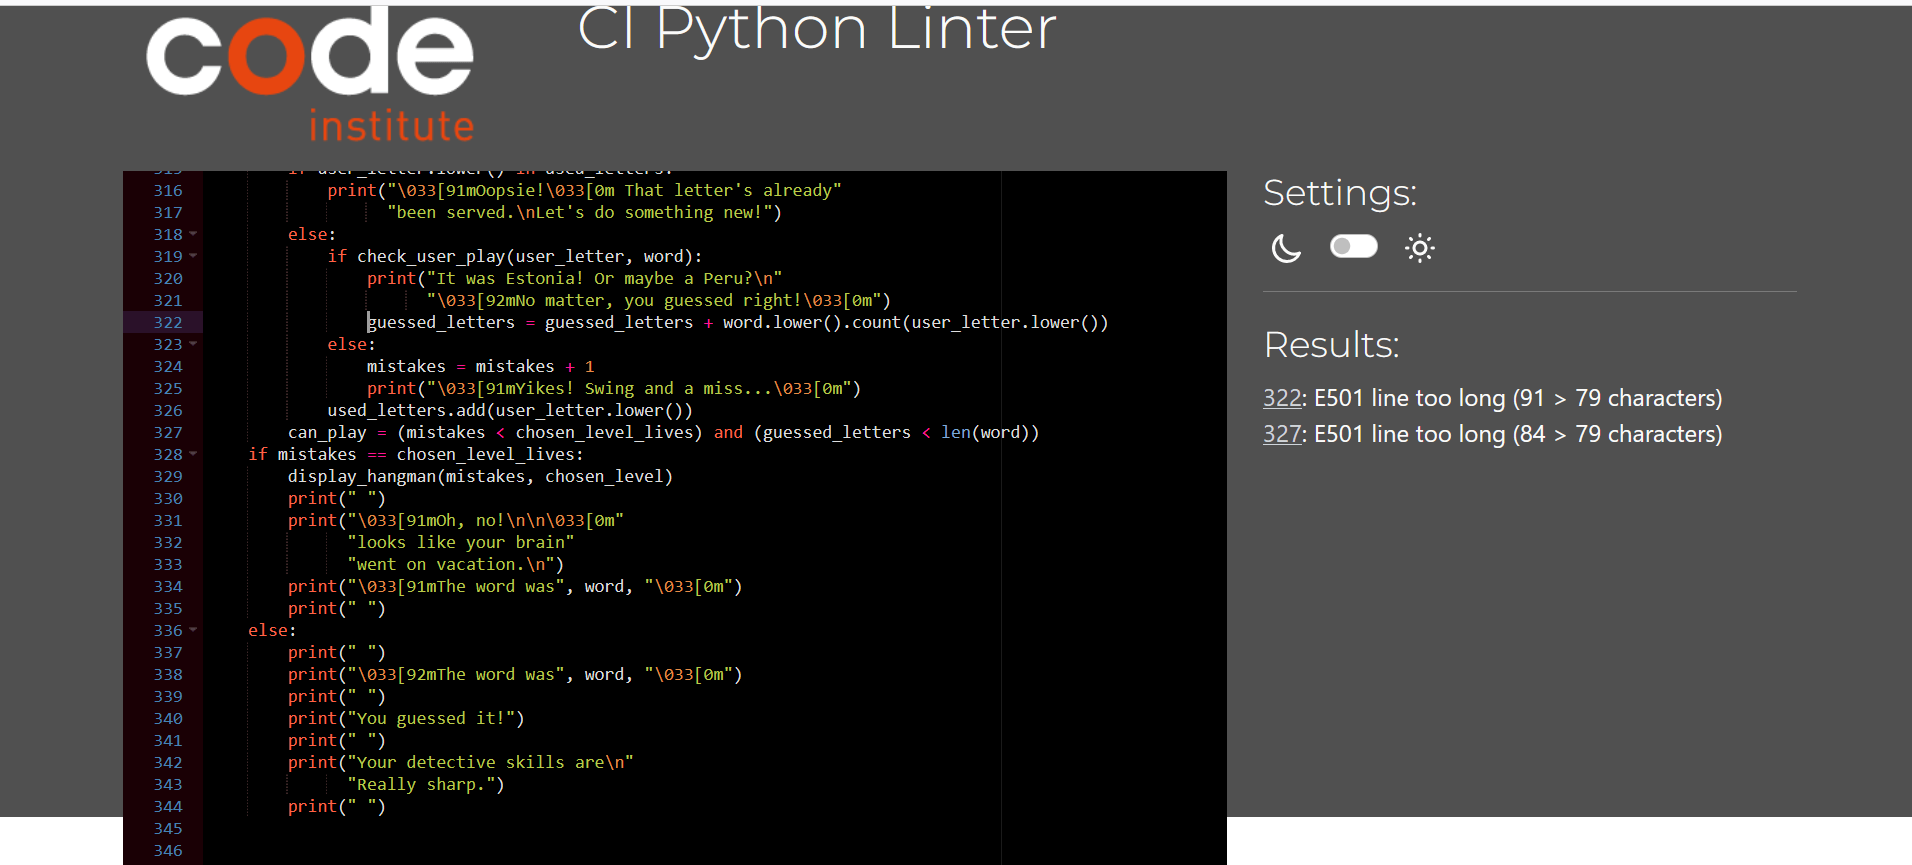 code
institute
CI Python Linter
315 if user_letter.lower() in used_letters:
316 print("\033[91mOopsie!\033[0m That letter's already"
317 "been served.\nLet's do something new!")
318 else:
319 if check_user_play(user_letter, word):
320 print("It was Estonia! Or maybe a Peru?\n"
321 "\033[92mNo matter, you guessed right!\033[0m")
322 guessed_letters = guessed_letters + word.lower().count(user_letter.lower())
323 else:
324 mistakes = mistakes + 1
325 print("\033[91mYikes! Swing and a miss...\033[0m")
326 used_letters.add(user_letter.lower())
327 can_play = (mistakes < chosen_level_lives) and (guessed_letters < len(word))
328 if mistakes == chosen_level_lives:
329 display_hangman(mistakes, chosen_level)
330 print(" ")
331 print("\033[91mOh, no!\n\n\033[0m"
332 "looks like your brain"
333 "went on vacation.\n")
334 print("\033[91mThe word was", word, "\033[0m")
335 print(" ")
336 else:
337 print(" ")
338 print("\033[92mThe word was", word, "\033[0m")
339 print(" ")
340 print("You guessed it!")
341 print(" ")
342 print("Your detective skills are\n"
343 "Really sharp.")
344 print(" ")
345
346
Settings:
Results:
322: E501 line too long (91 > 79 characters)
327: E501 line too long (84 > 79 characters)